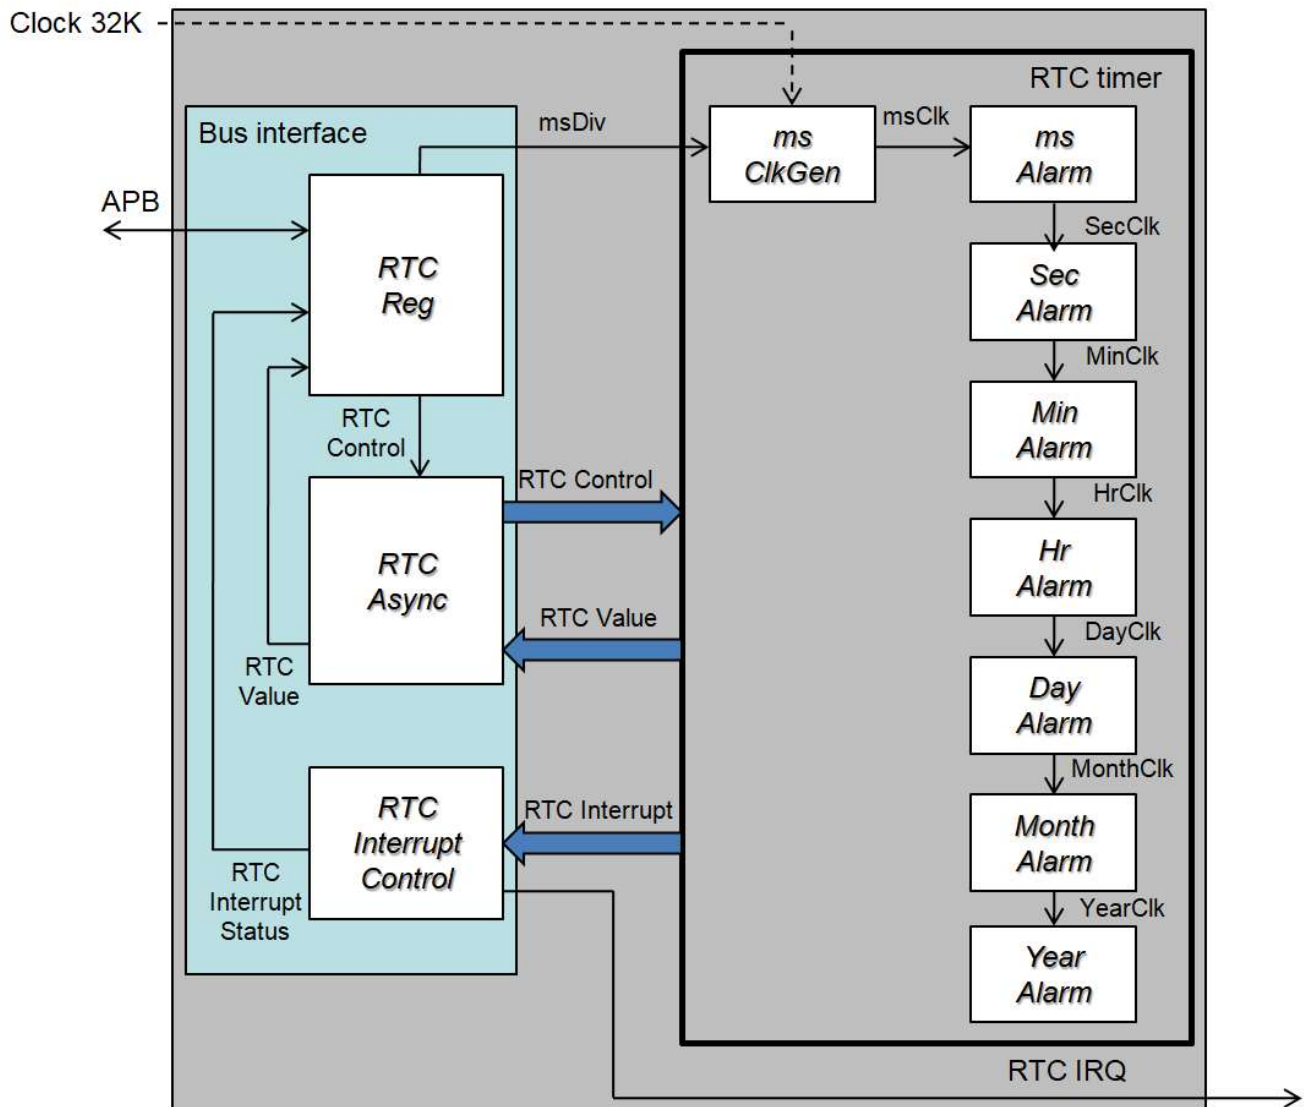 Clock 32K
RTC timer
Bus interface
msDiv
ms
ClkGen
msClk
ms
Alarm
APB
SecClk
RTC
Reg
Sec
Alarm
MinClk
RTC
Control
Min
Alarm
RTC Control
HrClk
RTC
Async
Hr
Alarm
RTC Value
DayClk
RTC
Value
Day
Alarm
MonthClk
RTC
Interrupt
Control
RTC Interrupt
Month
Alarm
RTC
Interrupt
Status
YearClk
Year
Alarm
RTC IRQ